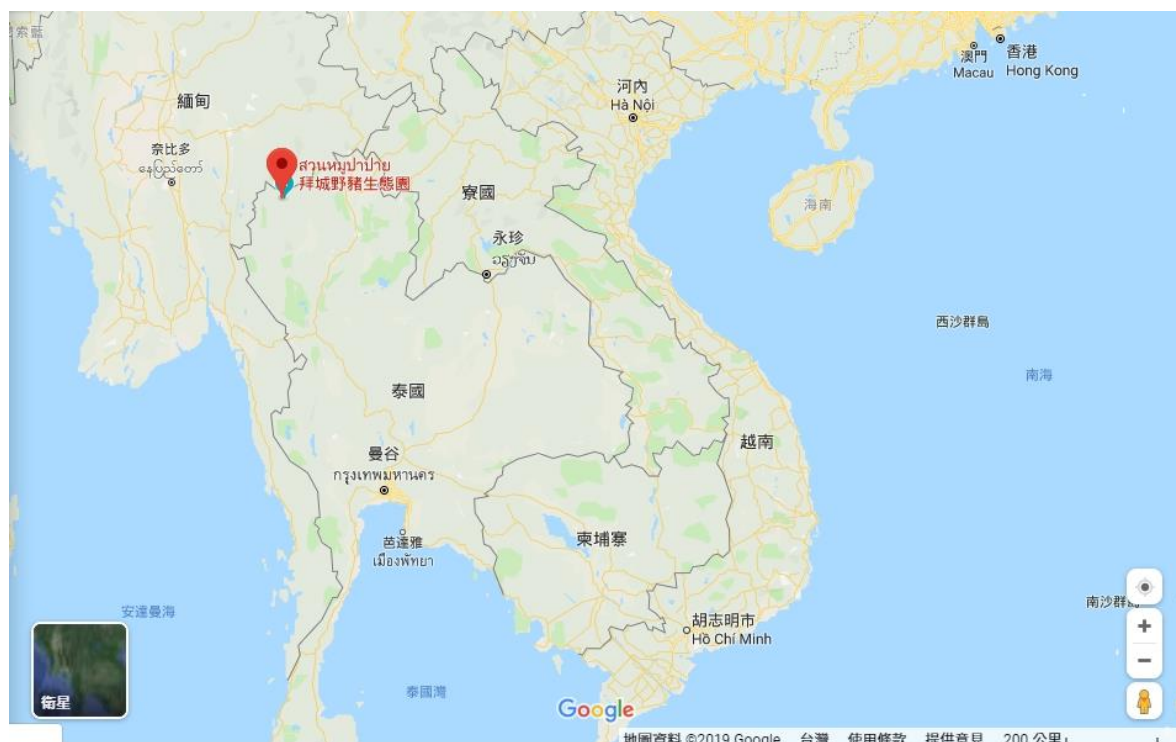 澳門
Macau
香港
Hong Kong
河內
Hà Nội
緬甸
奈比多
နေပြည်တော်
สวนหมูป่าปาย
拜城野豬生態園
寮國
海南
永珍
ວຽງຈັນ
西沙群島
南海
泰國
越南
曼谷
กรุงเทพมหานคร
柬埔寨
芭達雅
เมืองพัทยา
安達曼海
南沙群島
胡志明市
Hồ Chí Minh
泰國灣
衛星
Google
地圖資料 ©2019 Google 台灣 使用條款 提供意見 200 公里